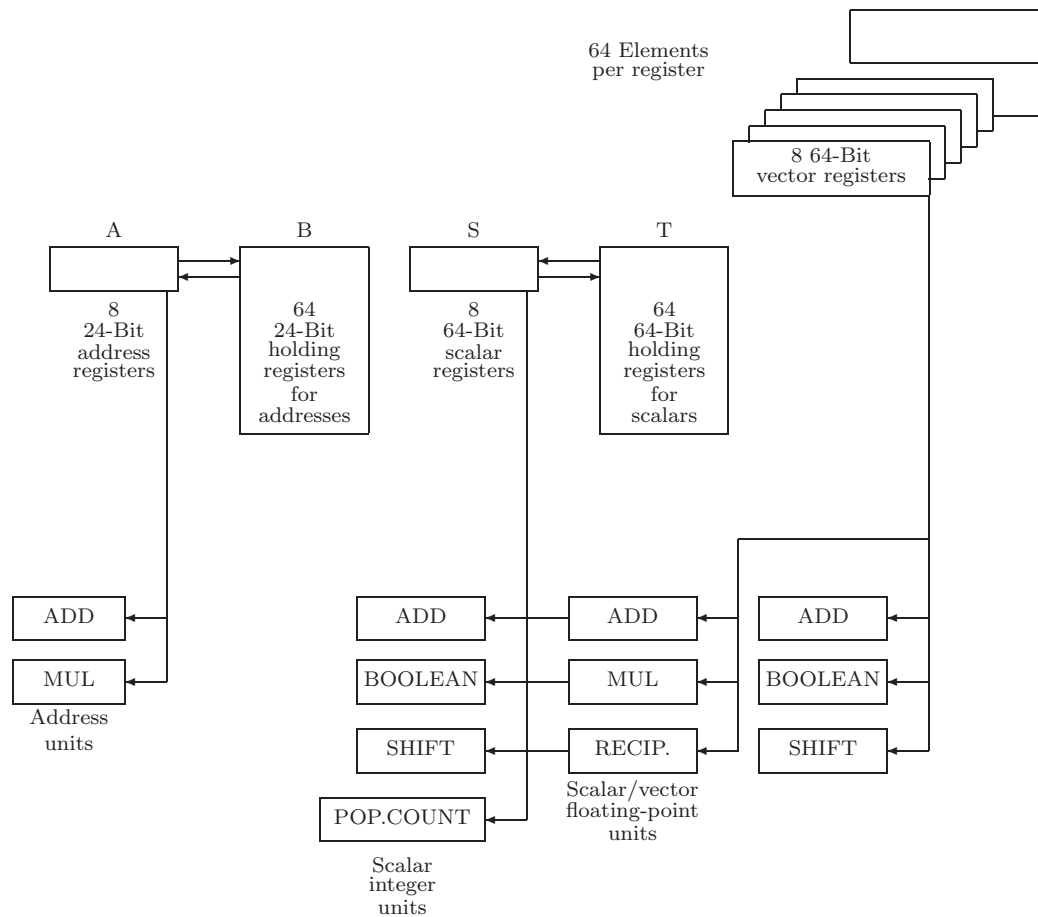 64 Elements
per register
8 64-Bit
vector registers
A
B
S
T
8
24-Bit
address
registers
64
24-Bit
holding
registers
for
addresses
8
64-Bit
scalar
registers
64
64-Bit
holding
registers
for
scalars
ADD
MUL
Address
units
ADD
BOOLEAN
SHIFT
POP.COUNT
Scalar
integer
units
ADD
MUL
RECIP.
Scalar/vector
floating-point
units
ADD
BOOLEAN
SHIFT